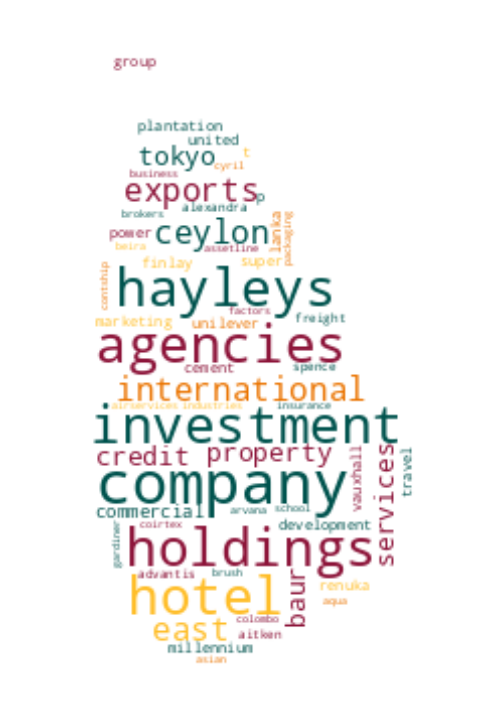 group
plantation
united
tokyo
t
cyril
business
exports
p
brokers
alexandra
power
ceylon
lanka
packaging
beira
assetline
finlay
super
contship
hayleys
factors
marketing
unilever
freight
agencies
cement
spence
international
airservices
industries
insurance
investment
credit
property
vauxhall
services
travel
company
commercial
arvana
school
gardiner
coirtex
development
holdings
advantis
brush
hotel
baur
renuka
aqua
east
colombo
aitken
millennium
asian